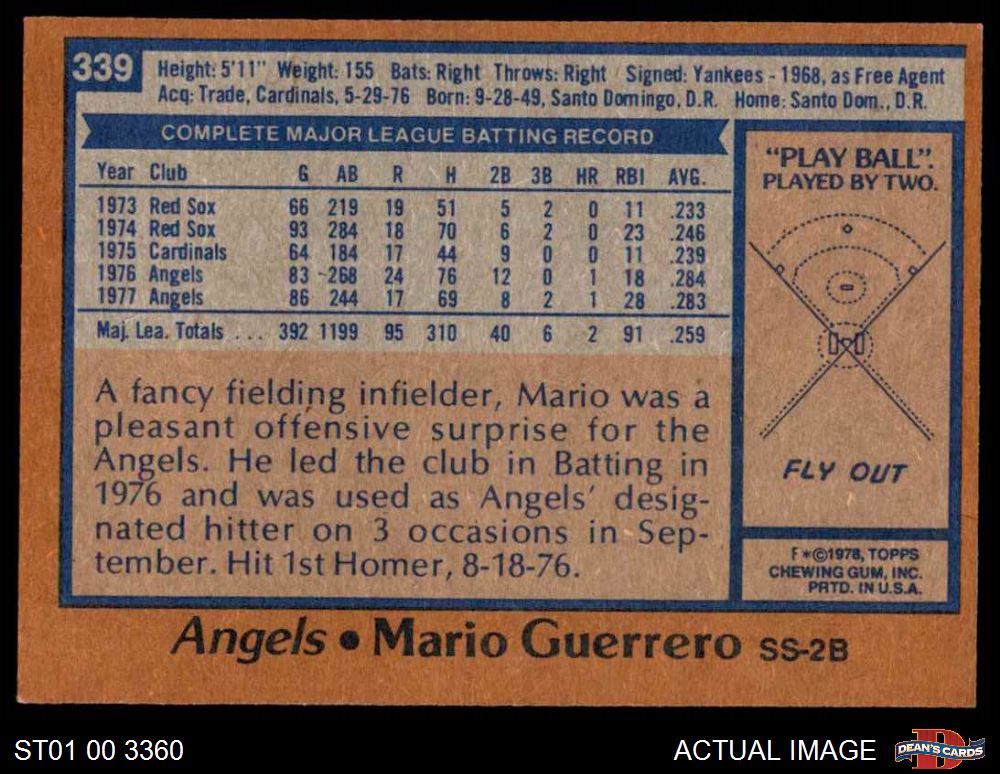 339
Height: 5'11" Weight: 155 Bats: Right Throws: Right Signed: Yankees - 1968, as Free Agent
Acq: Trade, Cardinals, 5-29-76 Born: 9-28-49, Santo Domingo, D.R. Home: Santo Dom., D.R.
COMPLETE MAJOR LEAGUE BATTING RECORD
Year Club G AB R H 2B 3B HR RBI AVG.
1973 Red Sox 66 219 19 51 5 2 0 11 .233
1974 Red Sox 93 284 18 70 6 2 0 23 .246
1975 Cardinals 64 184 17 44 9 0 0 11 .239
1976 Angels 83 268 24 76 12 0 1 18 .284
1977 Angels 86 244 17 69 8 2 1 28 .283
Maj. Lea. Totals . . . 392 1199 95 310 40 6 2 91 .259
A fancy fielding infielder, Mario was a
pleasant offensive surprise for the
Angels. He led the club in Batting in
1976 and was used as Angels' desig-
nated hitter on 3 occasions in Sep-
tember. Hit 1st Homer, 8-18-76.
"PLAY BALL".
PLAYED BY TWO.
FLY OUT
F*©1978, TOPPS
CHEWING GUM, INC.
PRTD. IN U.S.A.
Angels • Mario Guerrero SS-2B
ST01 00 3360
ACTUAL IMAGE
D
DEAN'S CARDS